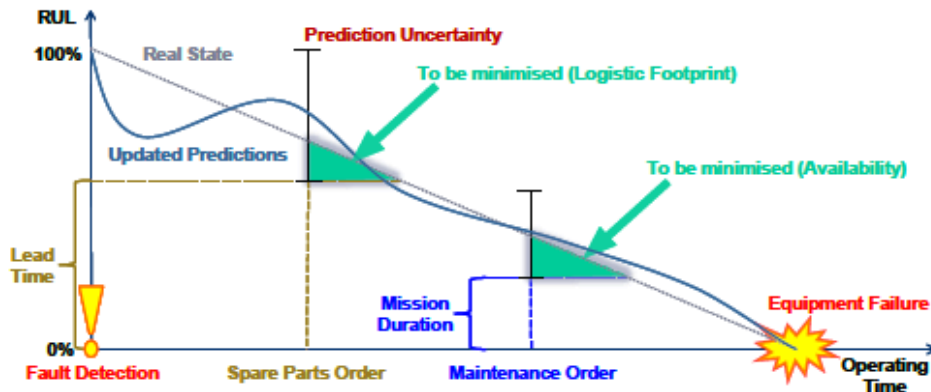 RUL
100%
Real State
Prediction Uncertainty
To be minimised (Logistic Footprint)
Updated Predictions
To be minimised (Availability)
Lead
Time
Mission
Duration
Equipment Failure
0%
Fault Detection
Spare Parts Order
Maintenance Order
Operating
Time